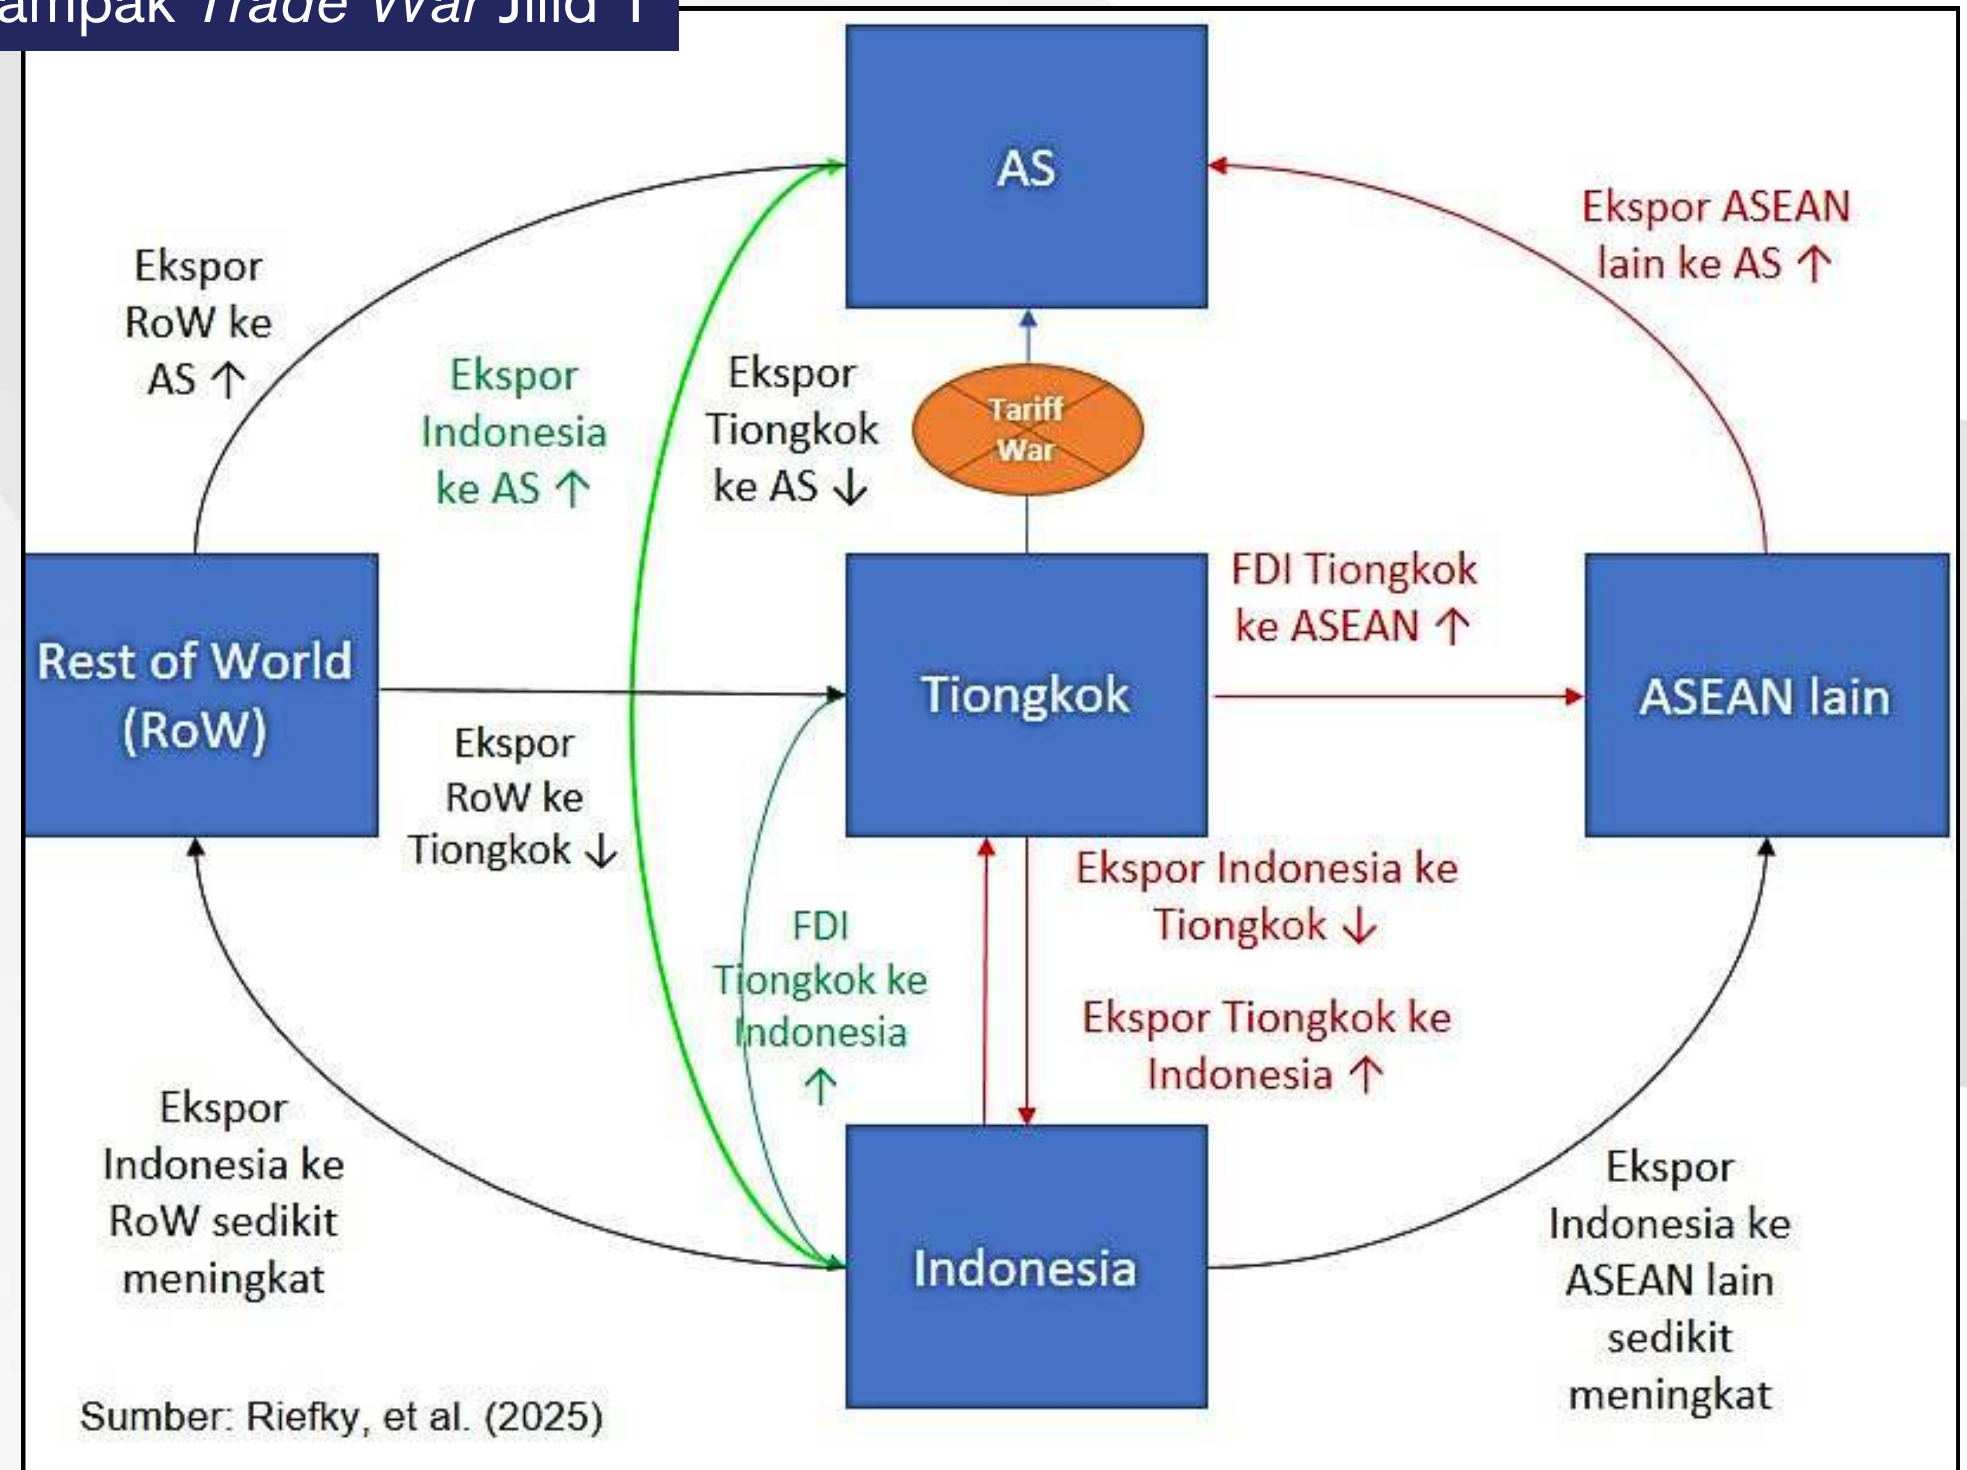 ampak Trade War Jilid 1
AS
Ekspor ASEAN
lain ke AS ↑
Ekspor
RoW ke
AS ↑
Ekspor
Indonesia
ke AS ↑
Ekspor
Tiongkok
ke AS ↓
Tariff
War
FDI Tiongkok
ke ASEAN ↑
Rest of World
(RoW)
Tiongkok
ASEAN lain
Ekspor
RoW ke
Tiongkok ↓
Ekspor Indonesia ke
Tiongkok ↓
FDI
Tiongkok ke
Indonesia
↑
Ekspor Tiongkok ke
Indonesia ↑
Ekspor
Indonesia ke
RoW sedikit
meningkat
Indonesia
Ekspor
Indonesia ke
ASEAN lain
sedikit
meningkat
Sumber: Riefky, et al. (2025)